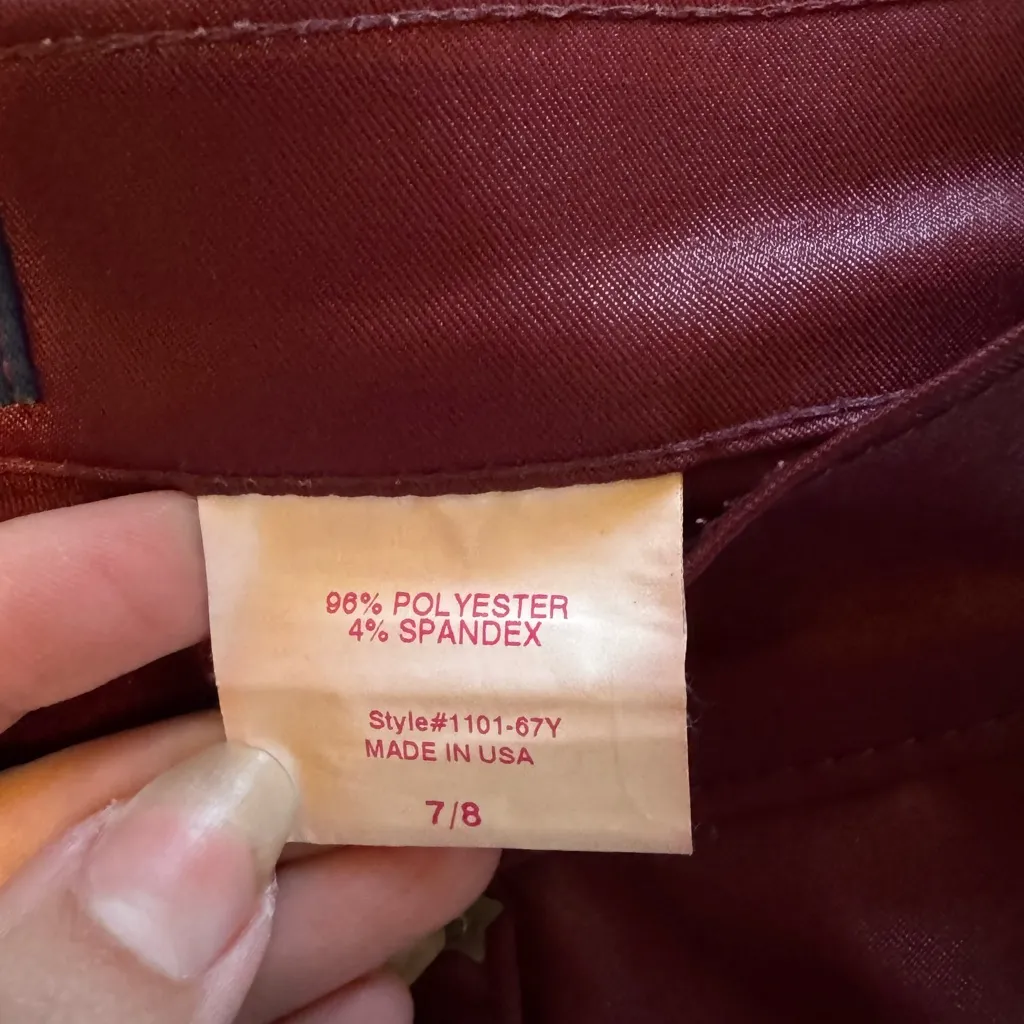 96% POLYESTER
4% SPANDEX
Style#1101-67Y
MADE IN USA
7/8